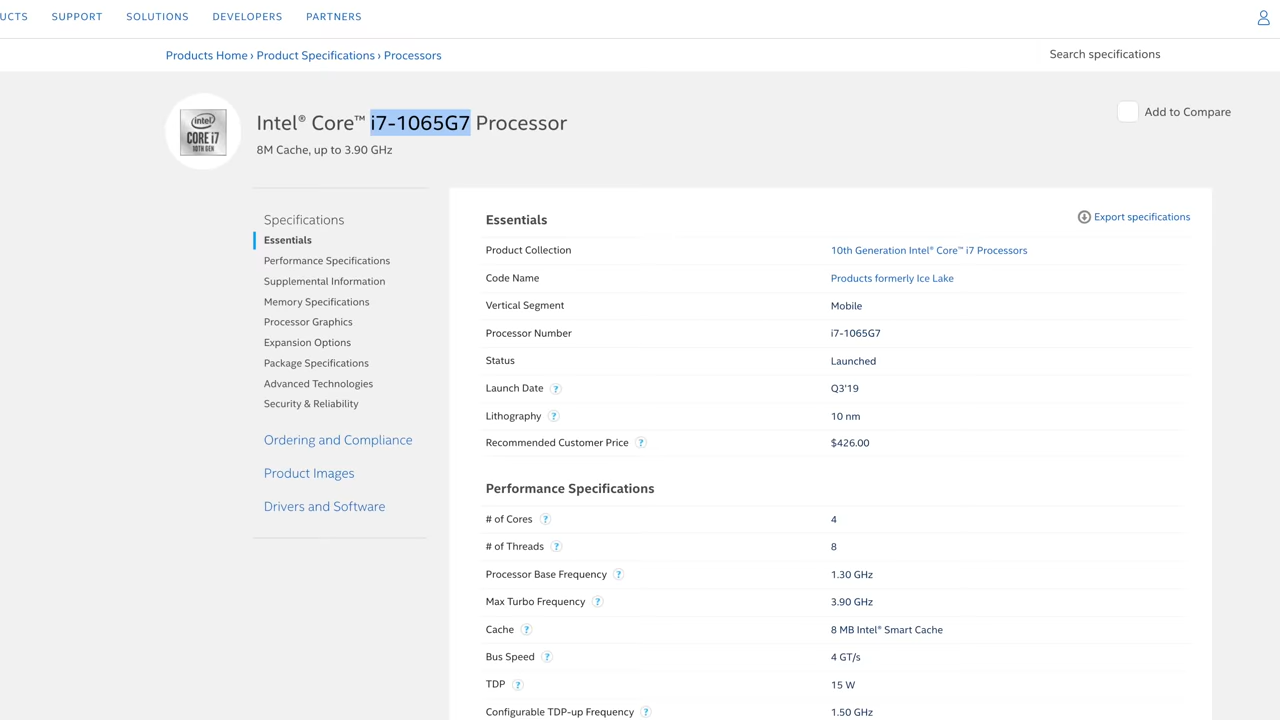 UCTS SUPPORT SOLUTIONS DEVELOPERS PARTNERS
Products Home › Product Specifications › Processors
Search specifications
intel
CORE i7
10TH GEN
Intel® Core™ i7-1065G7 Processor
8M Cache, up to 3.90 GHz
Add to Compare
Specifications
Essentials
Performance Specifications
Supplemental Information
Memory Specifications
Processor Graphics
Expansion Options
Package Specifications
Advanced Technologies
Security & Reliability
Ordering and Compliance
Product Images
Drivers and Software
Essentials
Export specifications
Product Collection 10th Generation Intel® Core™ i7 Processors
Code Name Products formerly Ice Lake
Vertical Segment Mobile
Processor Number i7-1065G7
Status Launched
Launch Date ? Q3'19
Lithography ? 10 nm
Recommended Customer Price ? $426.00
Performance Specifications
# of Cores ? 4
# of Threads ? 8
Processor Base Frequency ? 1.30 GHz
Max Turbo Frequency ? 3.90 GHz
Cache ? 8 MB Intel® Smart Cache
Bus Speed ? 4 GT/s
TDP ? 15 W
Configurable TDP-up Frequency ? 1.50 GHz